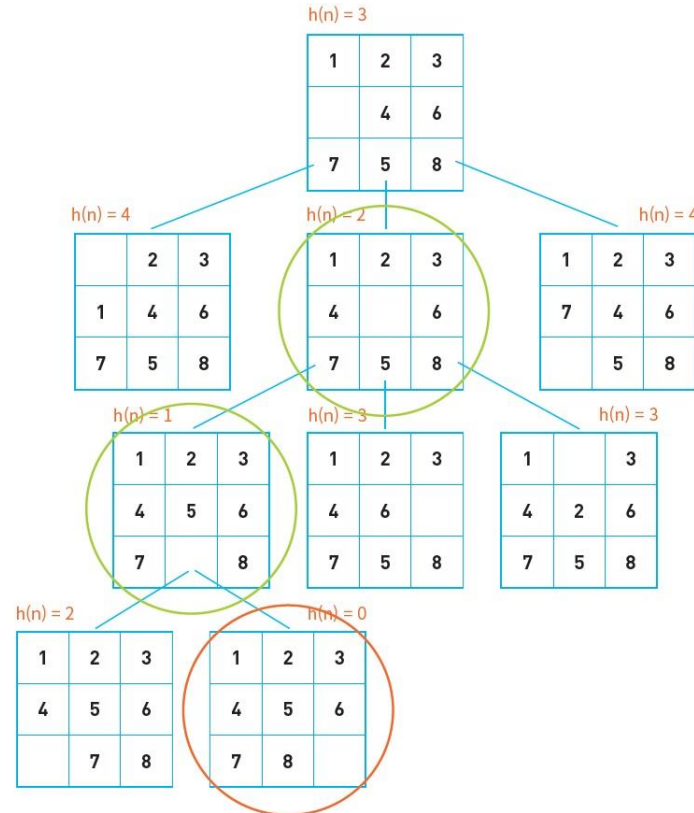 h(n) = 3
1 2 3
4 6
7 5 8
h(n) = 4
2 3
1 4 6
7 5 8
h(n) = 2
1 2 3
4 6
7 5 8
h(n) = 4
1 2 3
7 4 6
5 8
h(n) = 1
1 2 3
4 5 6
7 8
h(n) = 3
1 2 3
4 6
7 5 8
h(n) = 3
1 3
4 2 6
7 5 8
h(n) = 2
1 2 3
4 5 6
7 8
h(n) = 0
1 2 3
4 5 6
7 8